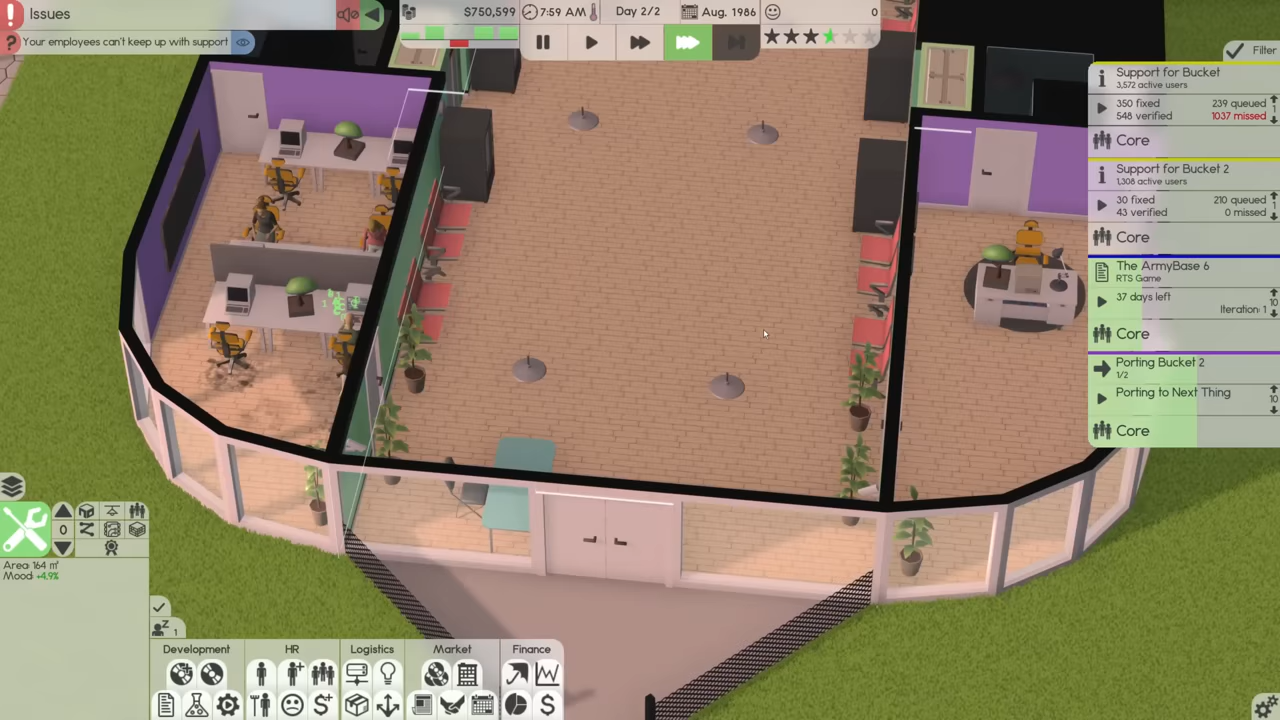 Issues
Your employees can't keep up with support
$750,599
7:59 AM
Day 2/2
Aug. 1986
0
Filter
Support for Bucket
3,572 active users
350 fixed
239 queued
548 verified
1037 missed
Core
Support for Bucket 2
1,308 active users
30 fixed
210 queued
1
43 verified
0 missed
Core
The ArmyBase 6
RTS Game
37 days left
10
Iteration: 1
Core
Porting Bucket 2
1/2
Porting to Next Thing
10
Core
0
Area: 164 m²
Mood: +4.9%
1
Development
HR
Logistics
Market
Finance